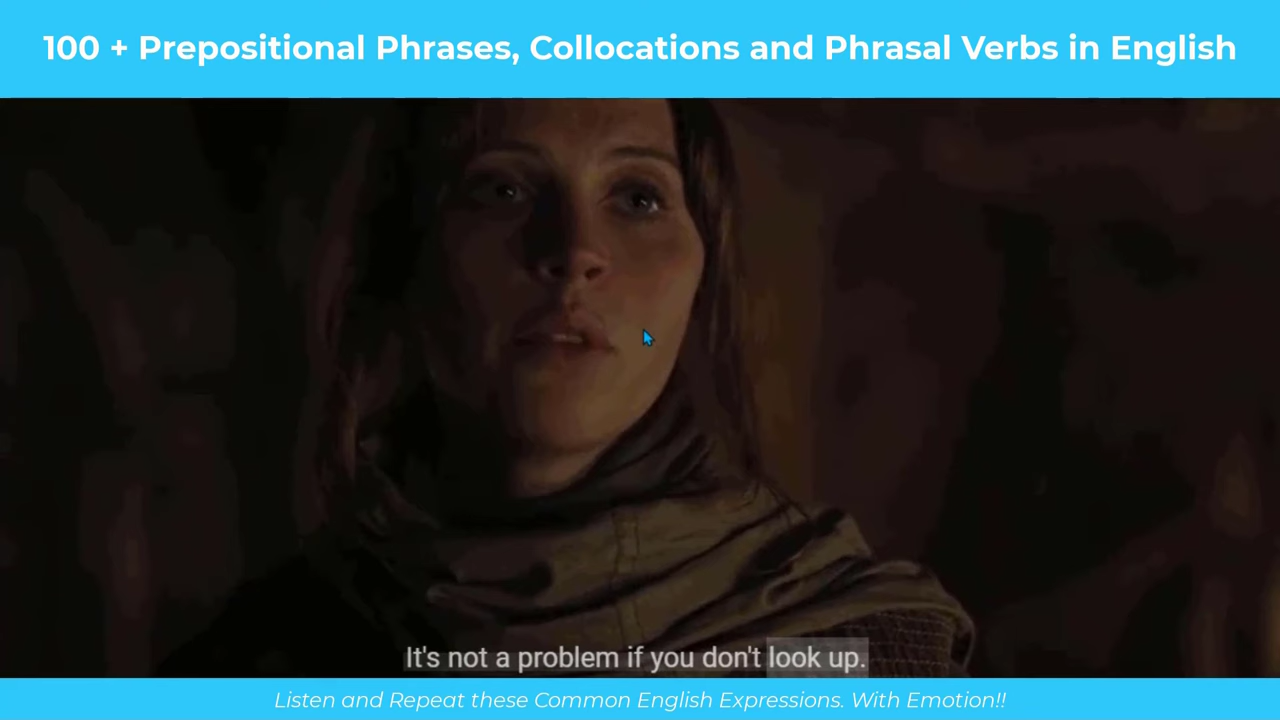 100 + Prepositional Phrases, Collocations and Phrasal Verbs in English
It's not a problem if you don't look up.
Listen and Repeat these Common English Expressions. With Emotion!!